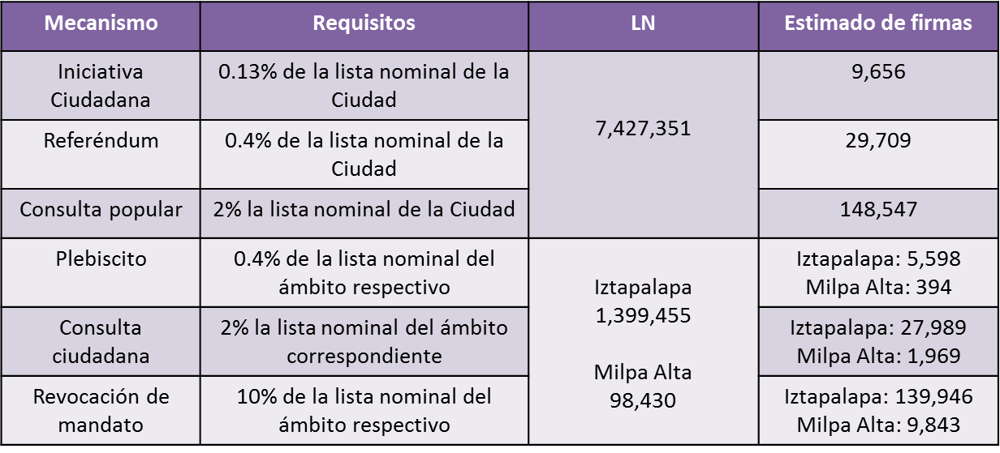 Mecanismo
Requisitos
LN
Estimado de firmas
Iniciativa
Ciudadana
0.13% de la lista nominal de la
Ciudad
7,427,351
9,656
Referéndum
0.4% de la lista nominal de la
Ciudad
29,709
Consulta popular
2% la lista nominal de la Ciudad
148,547
Plebiscito
0.4% de la lista nominal del
ámbito respectivo
Iztapalapa
1,399,455
Milpa Alta
98,430
Iztapalapa: 5,598
Milpa Alta: 394
Consulta
ciudadana
2% la lista nominal del ámbito
correspondiente
Iztapalapa: 27,989
Milpa Alta: 1,969
Revocación de
mandato
10% de la lista nominal del
ámbito respectivo
Iztapalapa: 139,946
Milpa Alta: 9,843